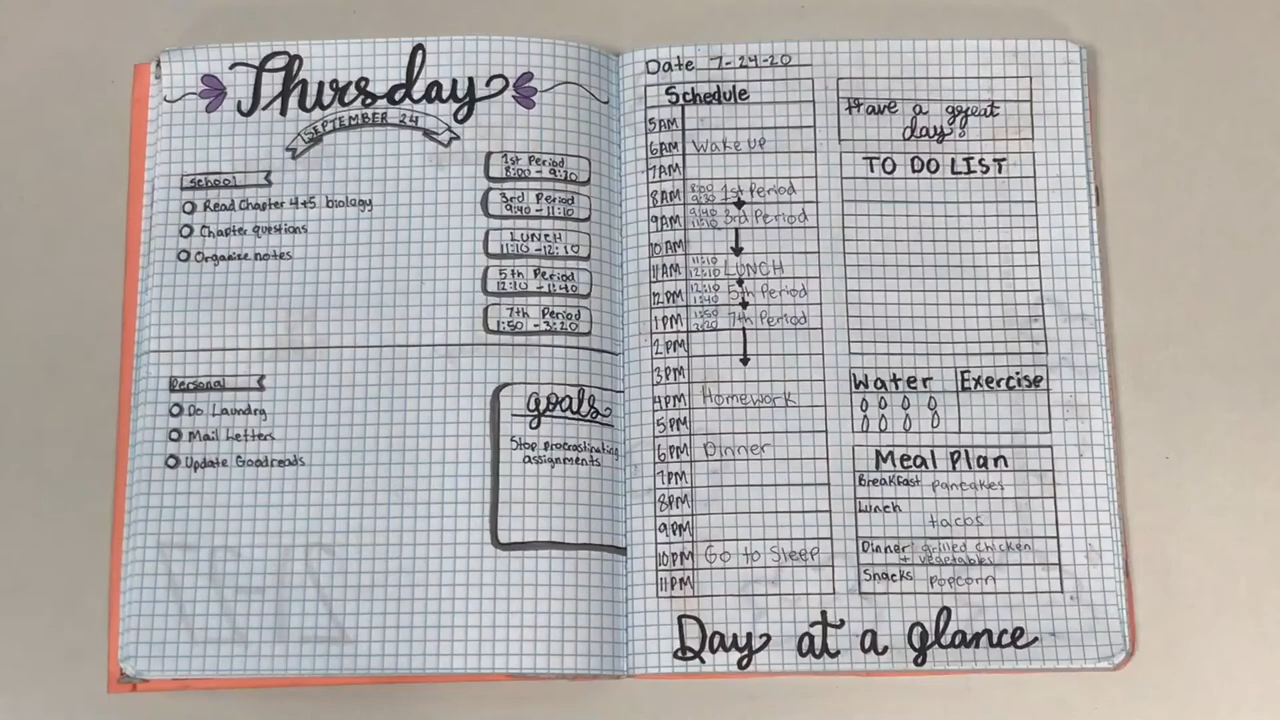 Thursday
SEPTEMBER 24
School
Read Chapter 4+5 biology
Chapter questions
Organize notes
1st Period
8:00 - 9:30
3rd Period
9:40 - 11:10
LUNCH
11:10 - 12:10
5th Period
12:10 - 1:40
7th Period
1:50 - 3:20
Personal
Do Laundry
Mail Letters
Update Goodreads
goals
Stop procrastinating
assignments
Date 7-24-20
Schedule
5AM
6AM Wake up
7AM
8AM 8:00 9:30 1st Period
9AM 9:40 11:10 3rd Period
10AM
11AM 11:10 12:10 LUNCH
12PM 12:10 1:40 5th Period
1PM 1:50 3:20 7th Period
2PM
3PM
4PM Homework
5PM
6PM Dinner
7PM
8PM
9PM
10PM Go to Sleep
11PM
Have a great
day!
TO DO LIST
Water Exercise
Meal Plan
Breakfast pancakes
Lunch
tacos
Dinner: grilled chicken
+ vegetables
Snacks popcorn
Day at a glance